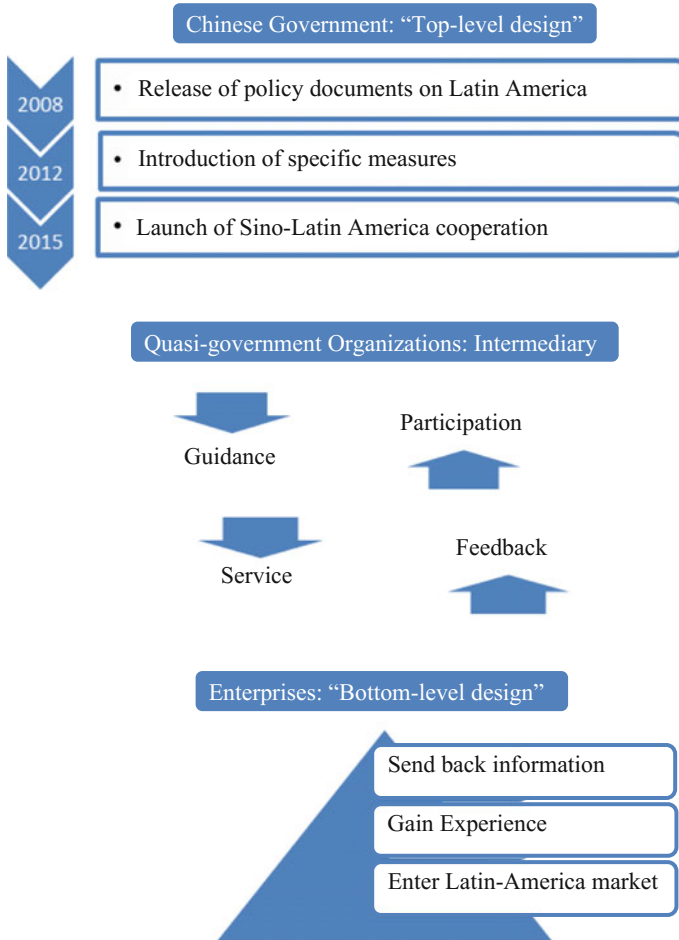 Chinese Government: “Top-level design”
2008
• Release of policy documents on Latin America
2012
• Introduction of specific measures
2015
• Launch of Sino-Latin America cooperation
Quasi-government Organizations: Intermediary
Participation
Guidance
Feedback
Service
Enterprises: “Bottom-level design”
Send back information
Gain Experience
Enter Latin-America market